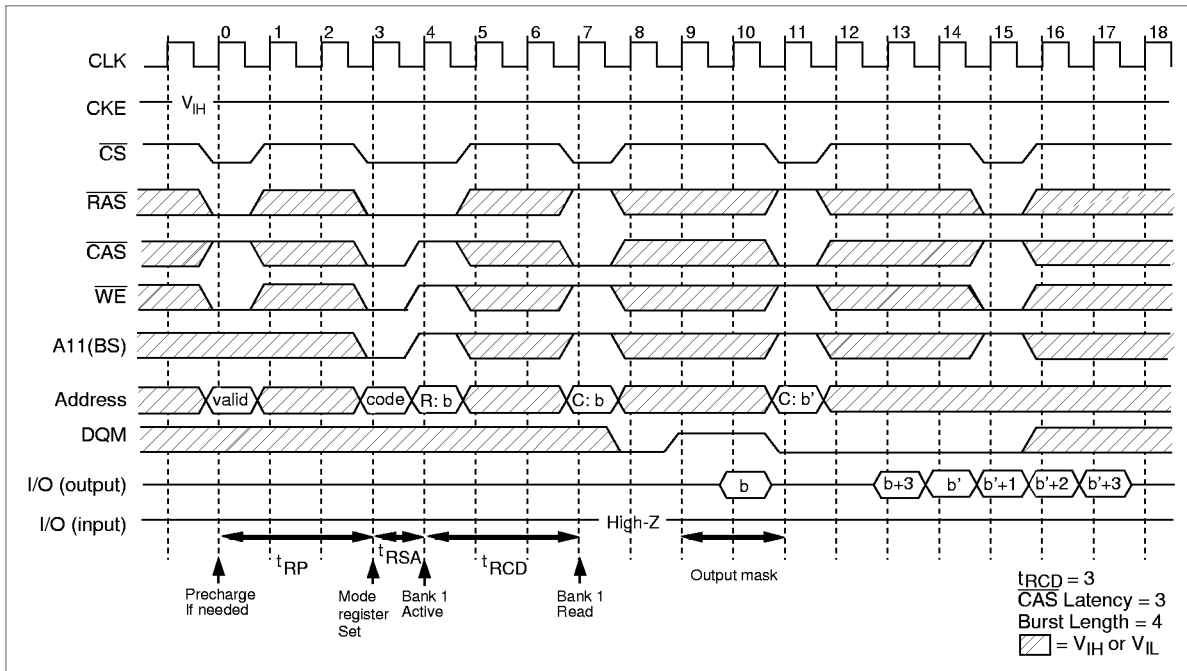 0 1 2 3 4 5 6 7 8 9 10 11 12 13 14 15 16 17 18
CLK
CKE VIH
CS
RAS
CAS
WE
A11(BS)
Address valid code R: b C: b C: b'
DQM
I/O (output) b b+3 b' b'+1 b'+2 b'+3
I/O (input) High-Z
tRP tRSA tRCD Output mask
Precharge If needed
Mode register Set
Bank 1 Active
Bank 1 Read
tRCD = 3
CAS Latency = 3
Burst Length = 4
= VIH or VIL